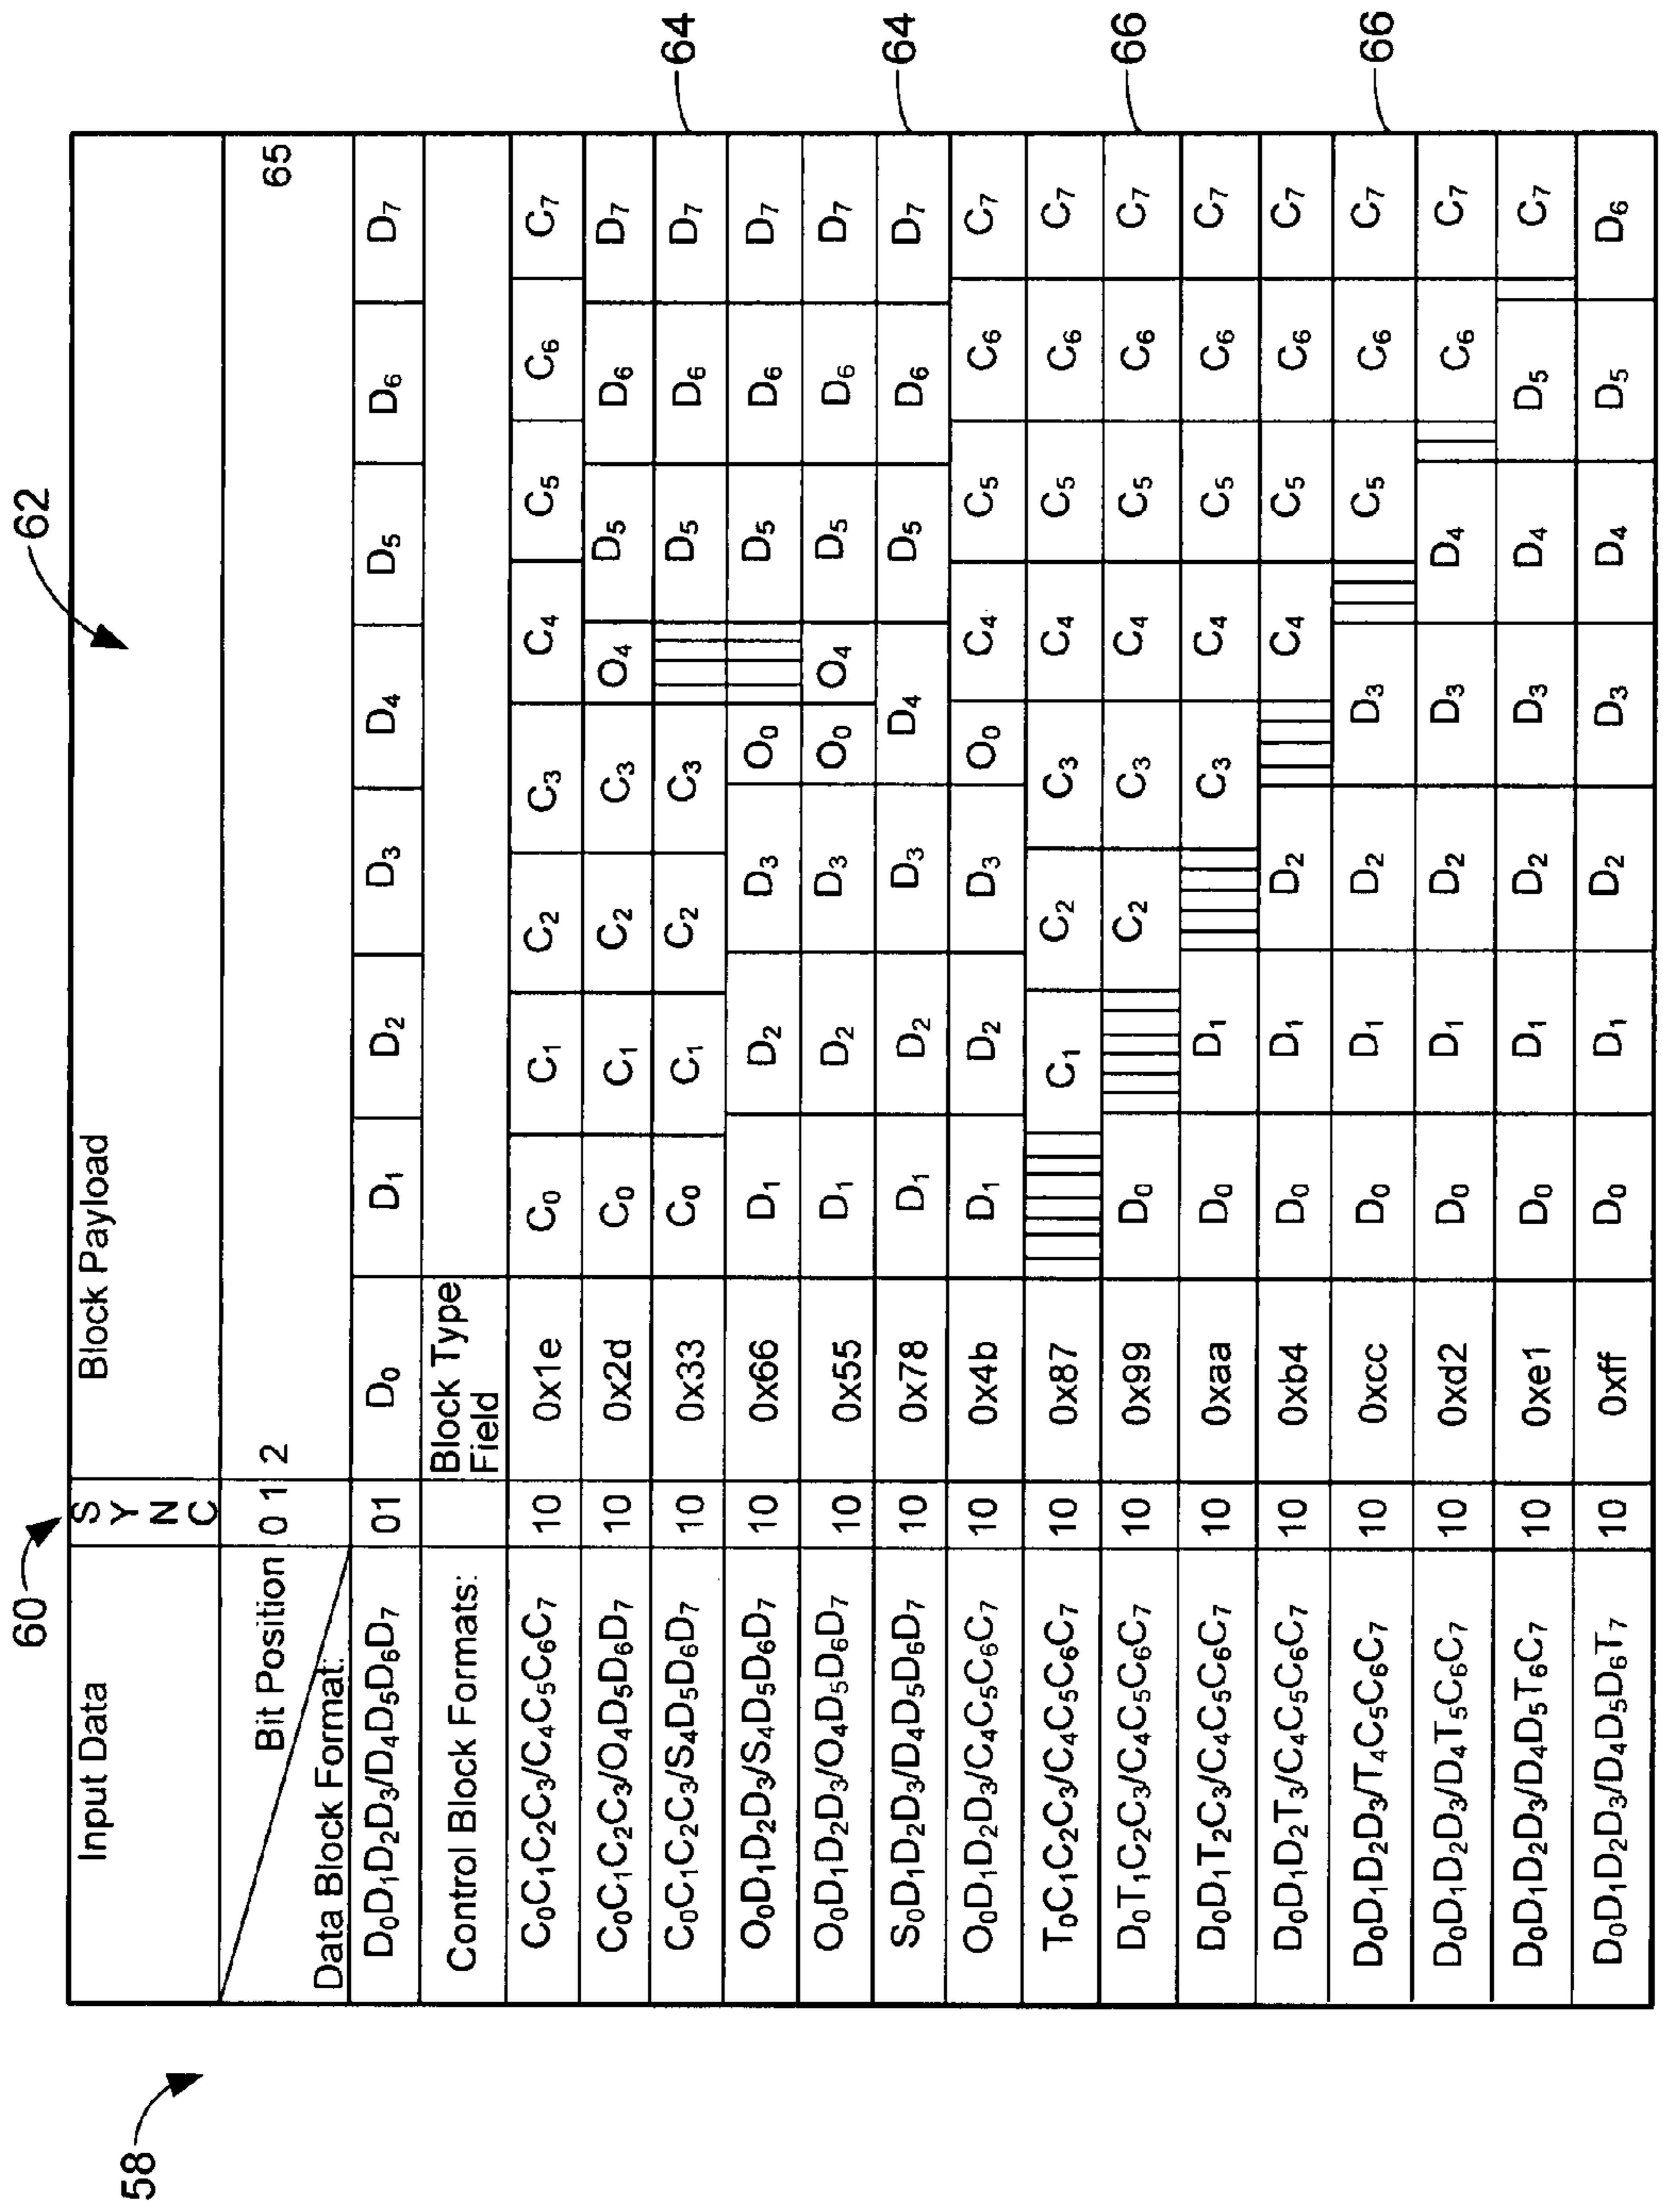 58
60
62
Input Data S Y N C Block Payload
Bit Position 0 1 2 65
Data Block Format:
D₀D₁D₂D₃/D₄D₅D₆D₇ 01 D₀ D₁ D₂ D₃ D₄ D₅ D₆ D₇
Control Block Formats: Block Type Field
C₀C₁C₂C₃/C₄C₅C₆C₇ 10 0x1e C₀ C₁ C₂ C₃ C₄ C₅ C₆ C₇
C₀C₁C₂C₃/O₄D₅D₆D₇ 10 0x2d C₀ C₁ C₂ C₃ O₄ D₅ D₆ D₇
C₀C₁C₂C₃/S₄D₅D₆D₇ 10 0x33 C₀ C₁ C₂ C₃ D₅ D₆ D₇ 64
O₀D₁D₂D₃/S₄D₅D₆D₇ 10 0x66 D₁ D₂ D₃ O₀ D₅ D₆ D₇
O₀D₁D₂D₃/O₄D₅D₆D₇ 10 0x55 D₁ D₂ D₃ O₀ O₄ D₅ D₆ D₇
S₀D₁D₂D₃/D₄D₅D₆D₇ 10 0x78 D₁ D₂ D₃ D₄ D₅ D₆ D₇ 64
O₀D₁D₂D₃/C₄C₅C₆C₇ 10 0x4b D₁ D₂ D₃ O₀ C₄ C₅ C₆ C₇
T₀C₁C₂C₃/C₄C₅C₆C₇ 10 0x87 C₁ C₂ C₃ C₄ C₅ C₆ C₇
D₀T₁C₂C₃/C₄C₅C₆C₇ 10 0x99 D₀ C₂ C₃ C₄ C₅ C₆ C₇ 66
D₀D₁T₂C₃/C₄C₅C₆C₇ 10 0xaa D₀ D₁ C₃ C₄ C₅ C₆ C₇
D₀D₁D₂T₃/C₄C₅C₆C₇ 10 0xb4 D₀ D₁ D₂ C₄ C₅ C₆ C₇
D₀D₁D₂D₃/T₄C₅C₆C₇ 10 0xcc D₀ D₁ D₂ D₃ C₅ C₆ C₇ 66
D₀D₁D₂D₃/D₄T₅C₆C₇ 10 0xd2 D₀ D₁ D₂ D₃ D₄ C₆ C₇
D₀D₁D₂D₃/D₄D₅T₆C₇ 10 0xe1 D₀ D₁ D₂ D₃ D₄ D₅ C₇
D₀D₁D₂D₃/D₄D₅D₆T₇ 10 0xff D₀ D₁ D₂ D₃ D₄ D₅ D₆